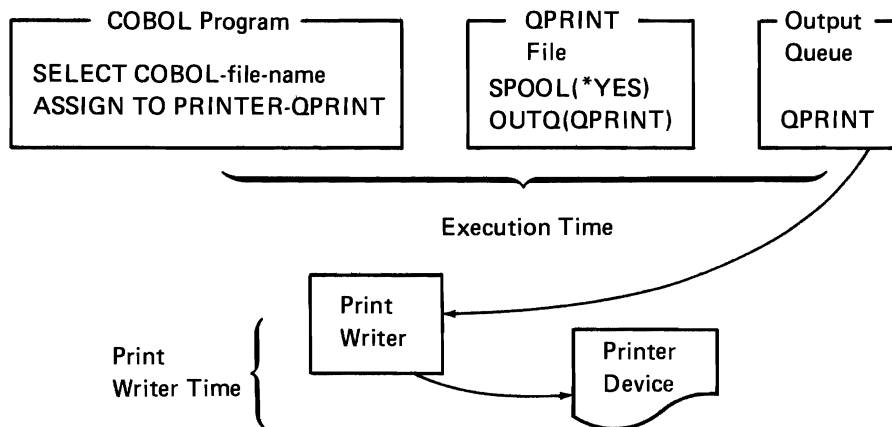 COBOL Program
SELECT COBOL-file-name
ASSIGN TO PRINTER-QPRINT
QPRINT
File
SPOOL(*YES)
OUTQ(QPRINT)
Output
Queue
QPRINT
Execution Time
Print
Writer
Print
Writer Time
Printer
Device